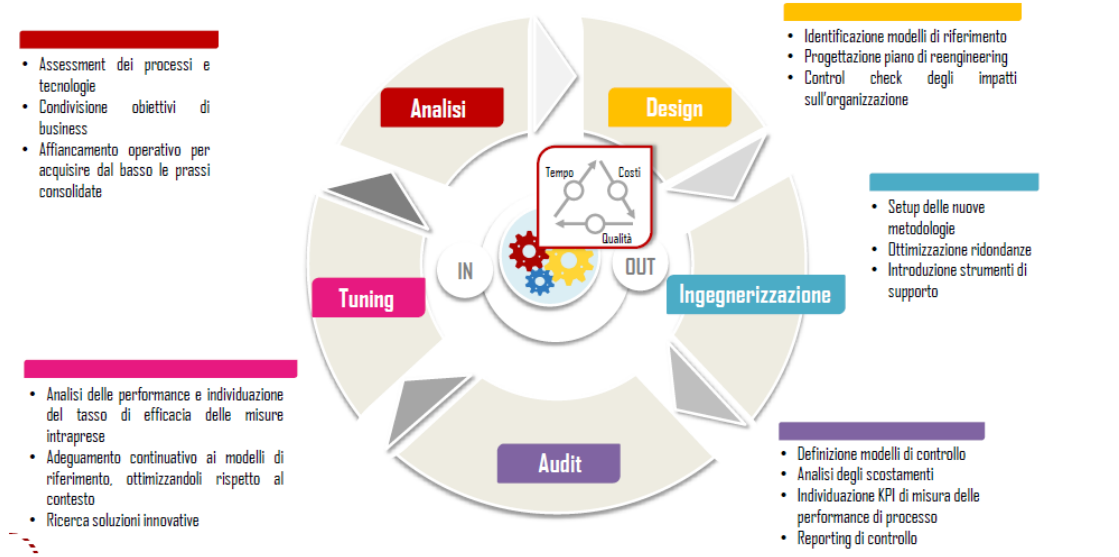 Analisi
• Assessment dei processi e
tecnologie
• Condivisione obiettivi di
business
• Affiancamento operativo per
acquisire dal basso le prassi
consolidate
Design
• Identificazione modelli di riferimento
• Progettazione piano di reengineering
• Control check degli impatti
sull'organizzazione
Tempo
Costi
Qualità
IN
OUT
Ingegnerizzazione
• Setup delle nuove
metodologie
• Ottimizzazione ridondanze
• Introduzione strumenti di
supporto
Audit
• Definizione modelli di controllo
• Analisi degli scostamenti
• Individuazione KPI di misura delle
performance di processo
• Reporting di controllo
Tuning
• Analisi delle performance e individuazione
del tasso di efficacia delle misure
intraprese
• Adeguamento continuativo ai modelli di
riferimento, ottimizzandoli rispetto al
contesto
• Ricerca soluzioni innovative